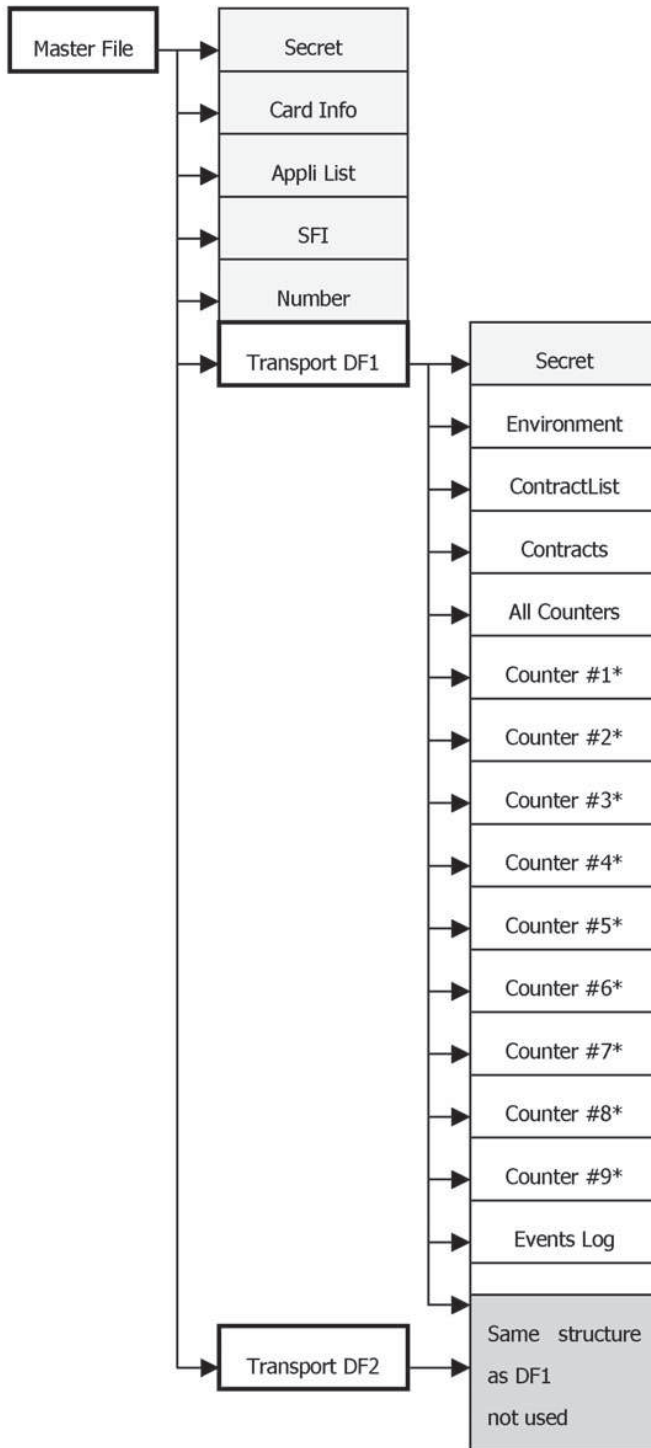 Master File
Secret
Card Info
Appli List
SFI
Number
Transport DF1
Secret
Environment
ContractList
Contracts
All Counters
Counter #1*
Counter #2*
Counter #3*
Counter #4*
Counter #5*
Counter #6*
Counter #7*
Counter #8*
Counter #9*
Events Log
Transport DF2
Same structure
as DF1
not used